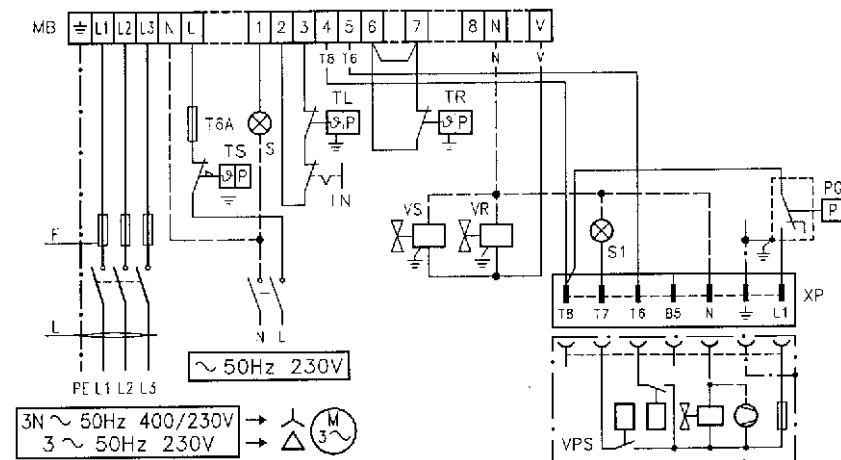 MB L1 L2 L3 N L 1 2 3 4 5 6 7 8 N V
T8 T6 N V
T6A
S
TL
ϑ P
TR
ϑ P
TS
ϑ P
IN
VS
VR
S1
PG
P
F
L
XP
T8 T7 T6 B5 N L1
N L
PE L1 L2 L3
~ 50Hz 230V
3N ~ 50Hz 400/230V
3 ~ 50Hz 230V
M
3~
VPS